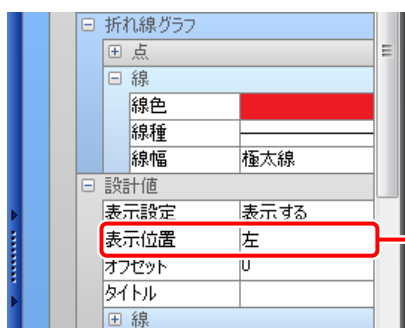 折れ線グラフ
点
線
線色
線種
線幅 極太線
設計値
表示設定 表示する
表示位置 左
オフセット 0
タイトル
線